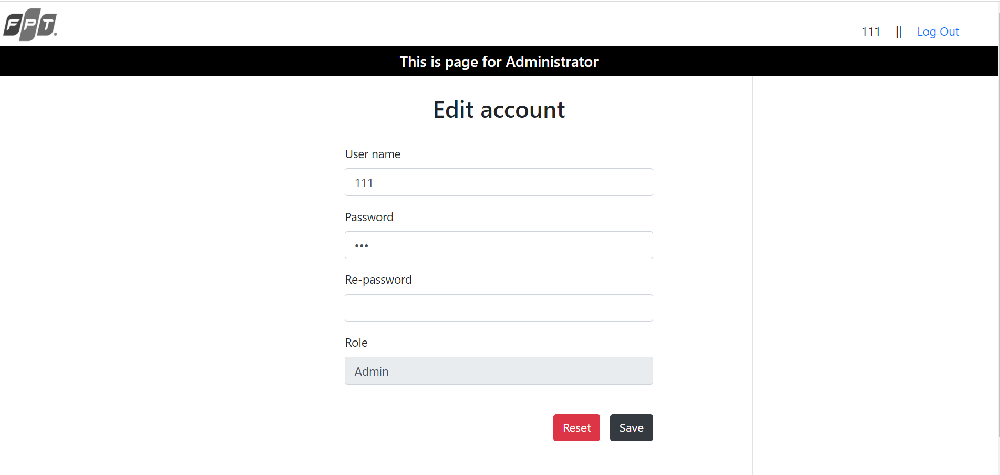 FPT
111 || Log Out
This is page for Administrator
Edit account
User name
111
Password
•••
Re-password
Role
Admin
Reset Save